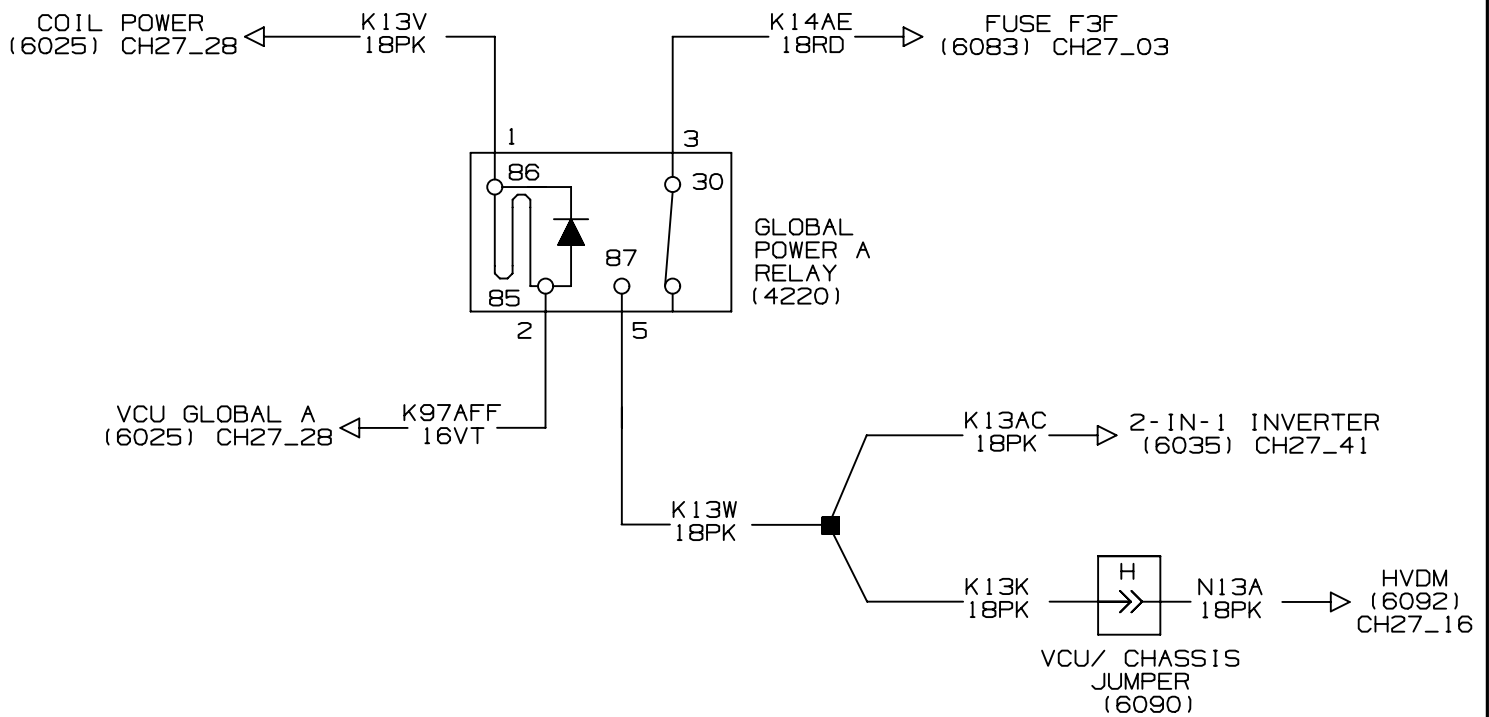 COIL POWER
(6025) CH27_28
K13V
18PK
K14AE
18RD
FUSE F3F
(6083) CH27_03
1
3
86
30
87
85
GLOBAL
POWER A
RELAY
(4220)
2
5
VCU GLOBAL A
(6025) CH27_28
K97AFF
16VT
K13AC
18PK
2-IN-1 INVERTER
(6035) CH27_41
K13W
18PK
K13K
18PK
H
N13A
18PK
HVDM
(6092)
CH27_16
VCU/ CHASSIS
JUMPER
(6090)